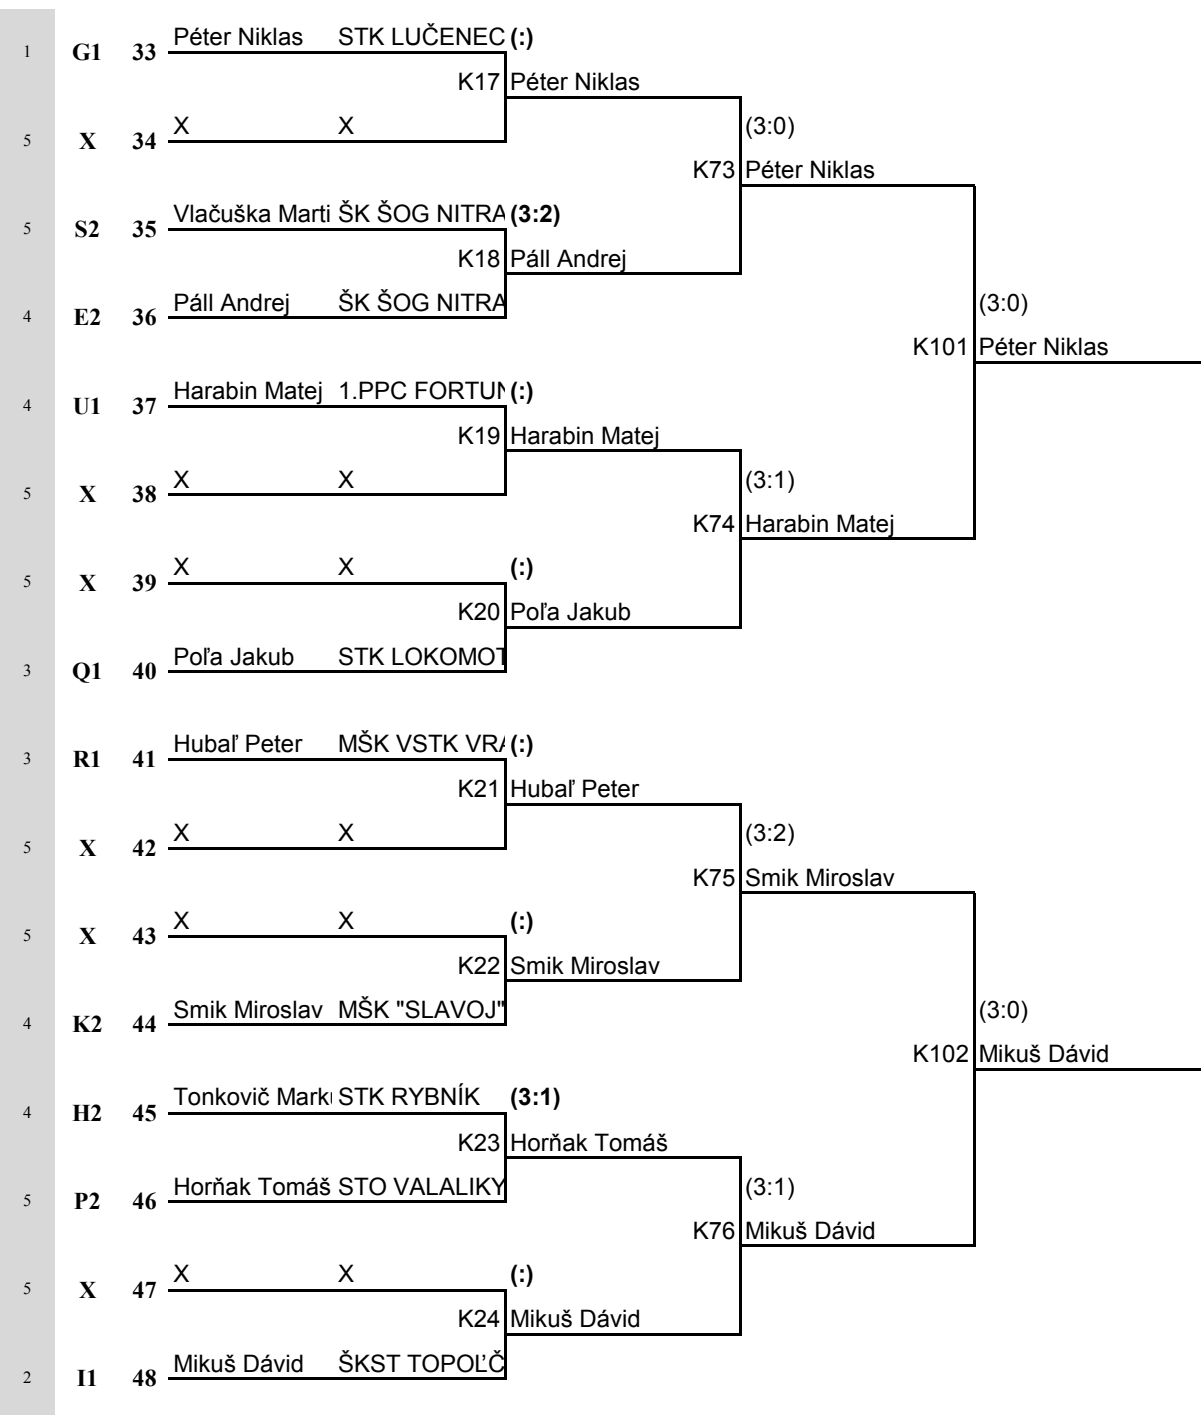 1 G1 33 Péter Niklas STK LUČENEC (:)
K17 Péter Niklas
5 X 34 X X (3:0)
K73 Péter Niklas
5 S2 35 Vlačuška Marti ŠK ŠOG NITRA (3:2)
K18 Páll Andrej
4 E2 36 Páll Andrej ŠK ŠOG NITRA (3:0)
K101 Péter Niklas
4 U1 37 Harabin Matej 1.PPC FORTUN (:)
K19 Harabin Matej
5 X 38 X X (3:1)
K74 Harabin Matej
5 X 39 X X (:)
K20 Poľa Jakub
3 Q1 40 Poľa Jakub STK LOKOMOT
3 R1 41 Hubaľ Peter MŠK VSTK VRA (:)
K21 Hubaľ Peter
5 X 42 X X (3:2)
K75 Smik Miroslav
5 X 43 X X (:)
K22 Smik Miroslav
4 K2 44 Smik Miroslav MŠK "SLAVOJ" (3:0)
K102 Mikuš Dávid
4 H2 45 Tonkovič Marku STK RYBNÍK (3:1)
K23 Horňak Tomáš
5 P2 46 Horňak Tomáš STO VALALIKY (3:1)
K76 Mikuš Dávid
5 X 47 X X (:)
K24 Mikuš Dávid
2 I1 48 Mikuš Dávid ŠKST TOPOĽČ